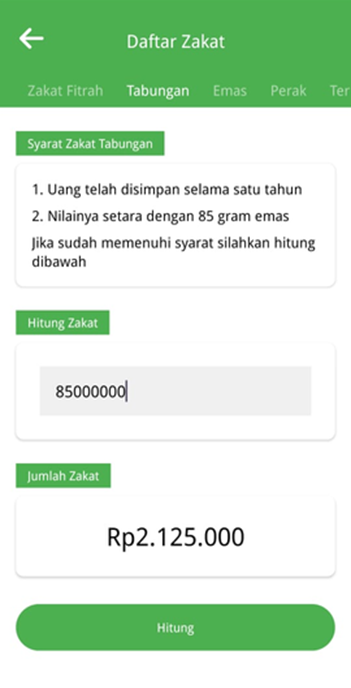 Daftar Zakat
Zakat Fitrah Tabungan Emas Perak Ter
Syarat Zakat Tabungan
1. Uang telah disimpan selama satu tahun
2. Nilainya setara dengan 85 gram emas
Jika sudah memenuhi syarat silahkan hitung
dibawah
Hitung Zakat
85000000
Jumlah Zakat
Rp2.125.000
Hitung